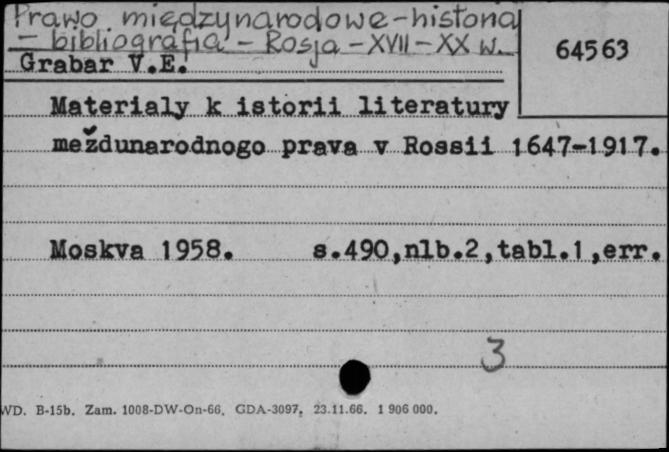 Prawo międzynarodowe - historia
- bibliografia - Rosja - XVII - XX w.
64563
Grabar V.E.
Materialy k istorii literatury
meždunarodnogo prava v Rossii 1647-1917.
Moskva 1958. s.490,nlb.2,tabl.1,err.
3
WD. B-15b. Zam. 1008-DW-On-66. GDA-3097, 23.11.66. 1 906 000.